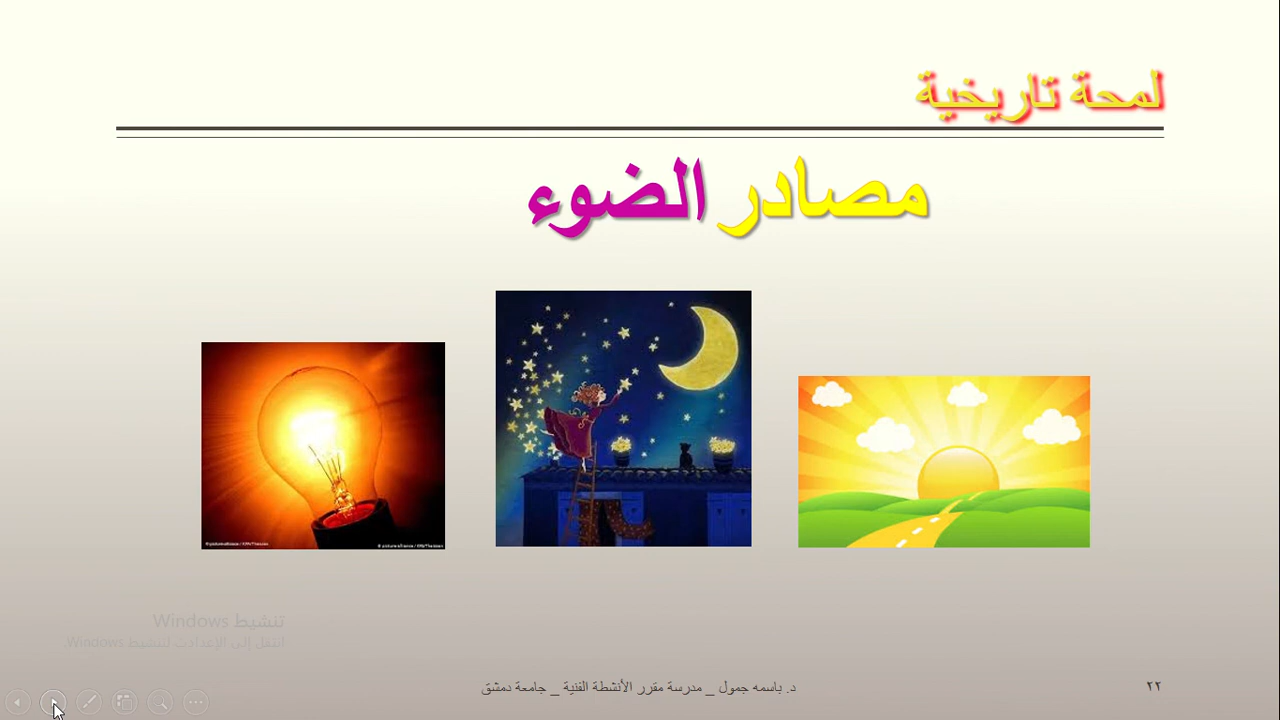 لمحة تاريخية
مصادر الضوء
تنشيط Windows
انتقل إلى الإعدادات لتنشيط Windows.
د. باسمه جمول _ مدرسة مقرر الأنشطة الفنية _ جامعة دمشق
٢٢